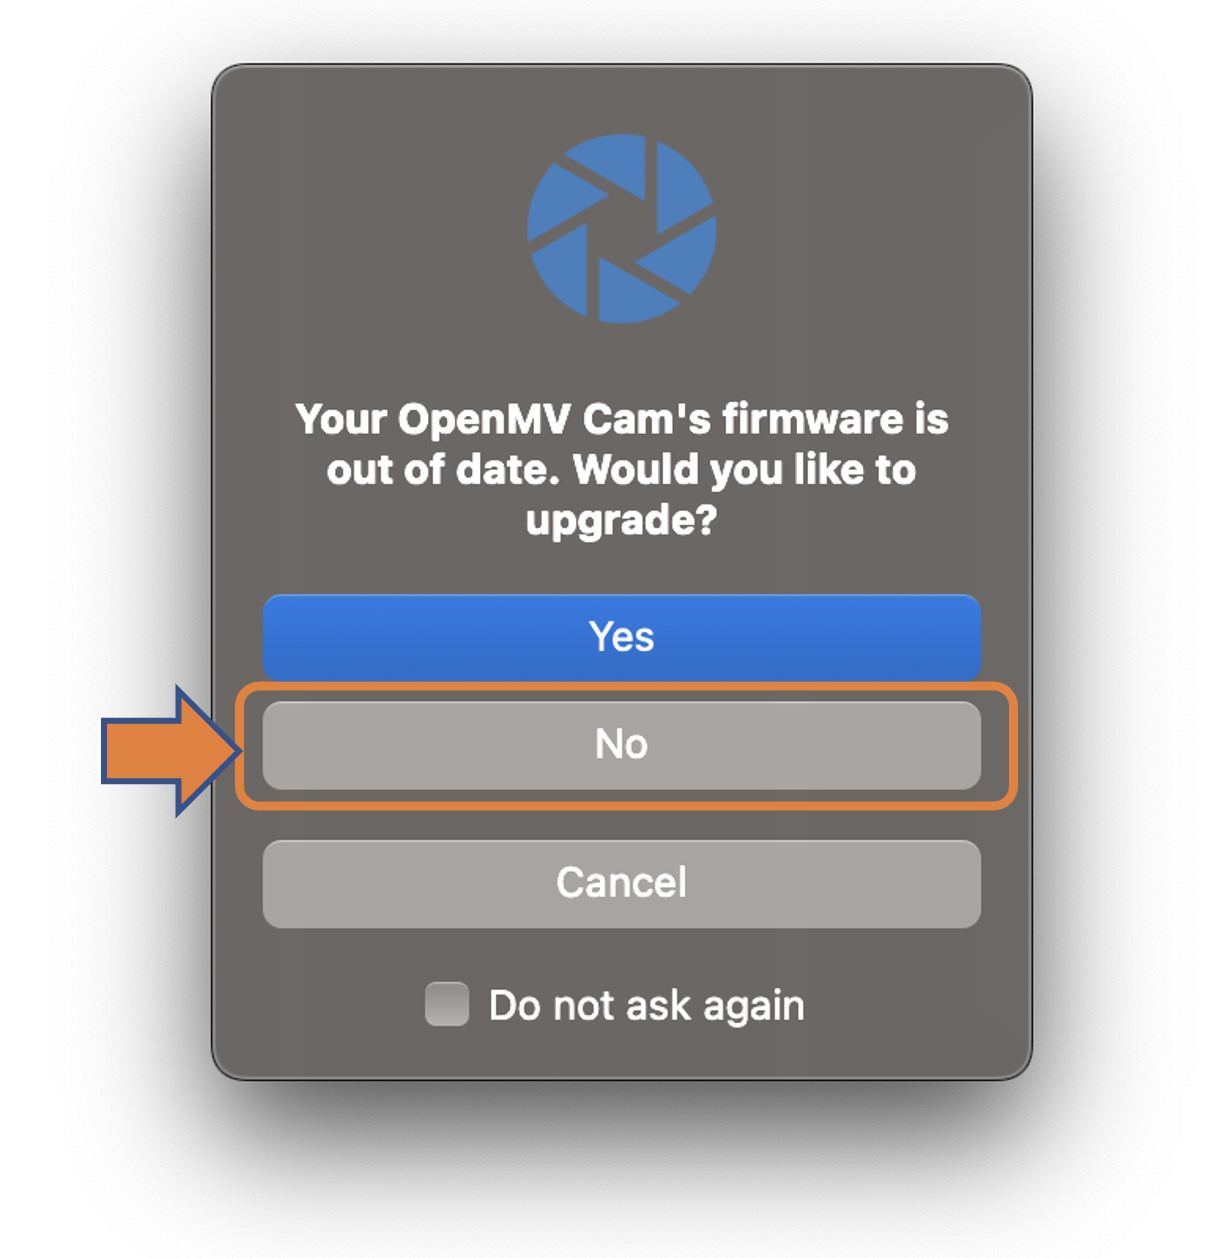 Your OpenMV Cam's firmware is
out of date. Would you like to
upgrade?
Yes
No
Cancel
Do not ask again